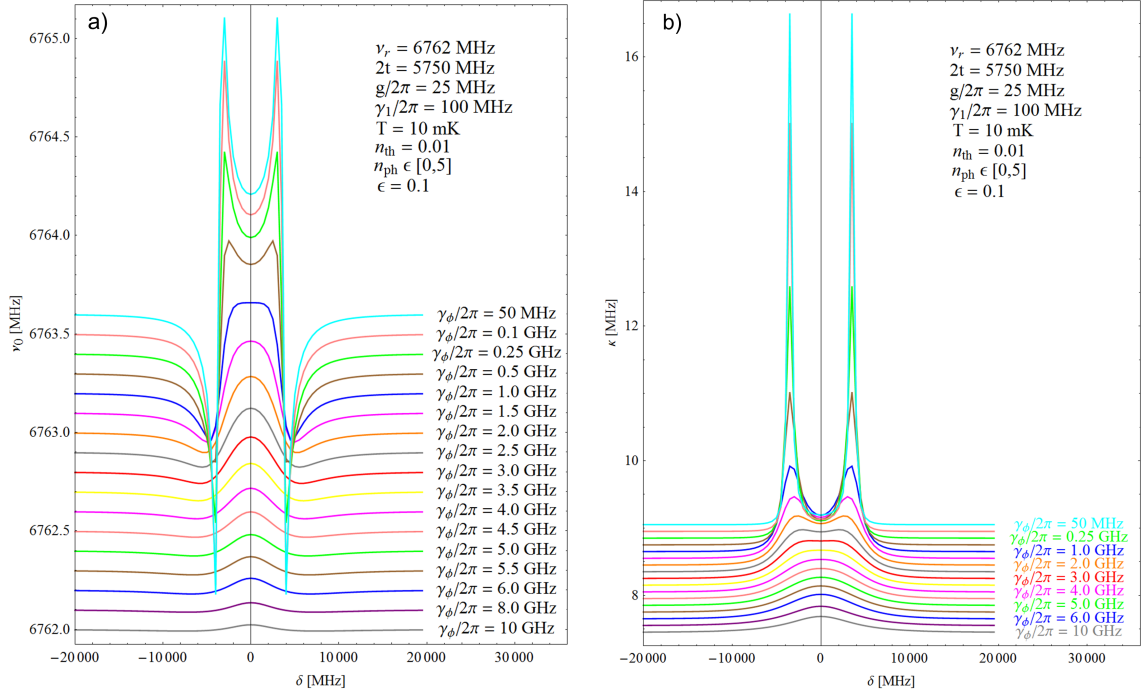 a)
ν_r = 6762 MHz
2t = 5750 MHz
g/2π = 25 MHz
γ_1/2π = 100 MHz
T = 10 mK
n_th = 0.01
n_ph ϵ [0,5]
ϵ = 0.1
ν_0 [MHz]
6765.0
6764.5
6764.0
6763.5
6763.0
6762.5
6762.0
γ_ϕ/2π = 50 MHz
γ_ϕ/2π = 0.1 GHz
γ_ϕ/2π = 0.25 GHz
γ_ϕ/2π = 0.5 GHz
γ_ϕ/2π = 1.0 GHz
γ_ϕ/2π = 1.5 GHz
γ_ϕ/2π = 2.0 GHz
γ_ϕ/2π = 2.5 GHz
γ_ϕ/2π = 3.0 GHz
γ_ϕ/2π = 3.5 GHz
γ_ϕ/2π = 4.0 GHz
γ_ϕ/2π = 4.5 GHz
γ_ϕ/2π = 5.0 GHz
γ_ϕ/2π = 5.5 GHz
γ_ϕ/2π = 6.0 GHz
γ_ϕ/2π = 8.0 GHz
γ_ϕ/2π = 10 GHz
−20 000 −10 000 0 10 000 20 000 30 000
δ [MHz]
b)
ν_r = 6762 MHz
2t = 5750 MHz
g/2π = 25 MHz
γ_1/2π = 100 MHz
T = 10 mK
n_th = 0.01
n_ph ϵ [0,5]
ϵ = 0.1
κ [MHz]
16
14
12
10
8
γ_ϕ/2π = 50 MHz
γ_ϕ/2π = 0.25 GHz
γ_ϕ/2π = 1.0 GHz
γ_ϕ/2π = 2.0 GHz
γ_ϕ/2π = 3.0 GHz
γ_ϕ/2π = 4.0 GHz
γ_ϕ/2π = 5.0 GHz
γ_ϕ/2π = 6.0 GHz
γ_ϕ/2π = 10 GHz
−20 000 −10 000 0 10 000 20 000 30 000
δ [MHz]